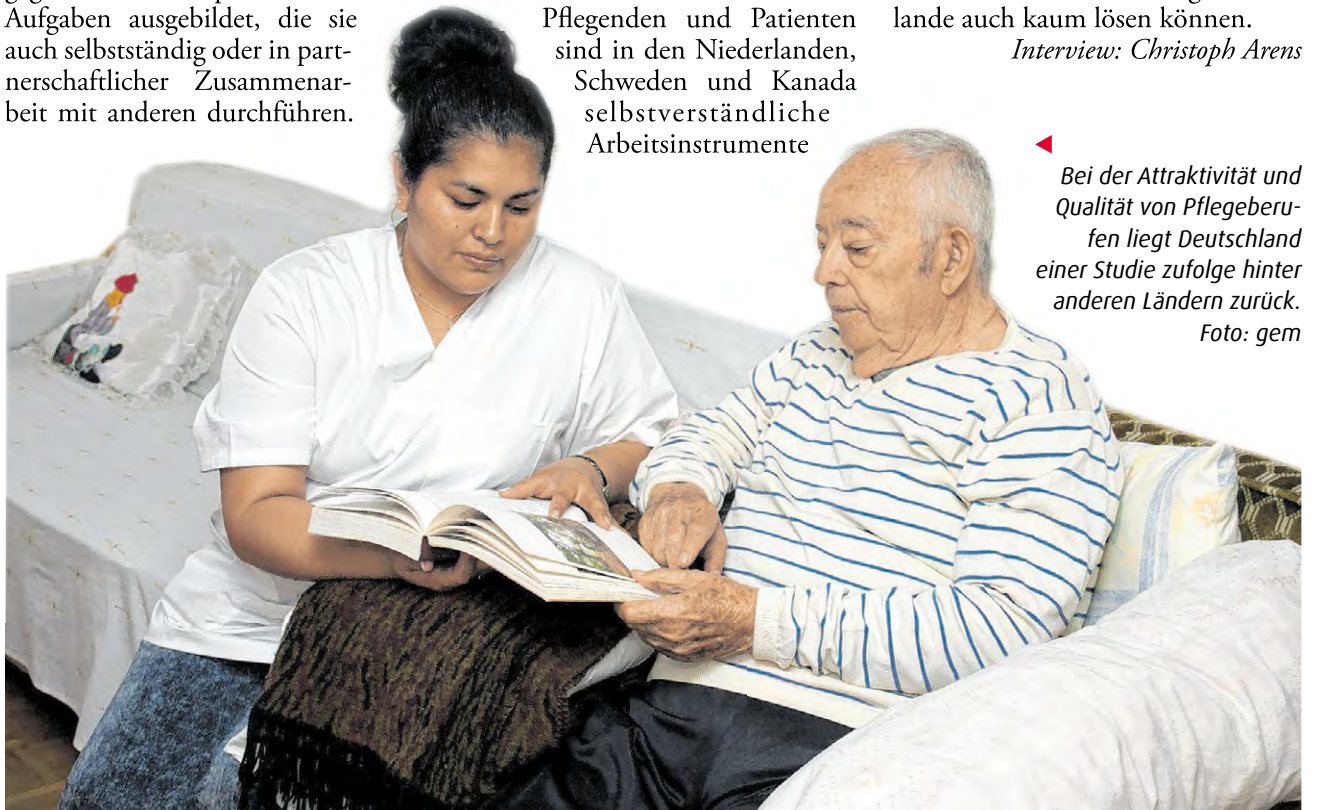 Aufgaben ausgebildet, die sie
auch selbstständig oder in part-
nerschaftlicher Zusammenar-
beit mit anderen durchführen.
Pflegenden und Patienten
sind in den Niederlanden,
Schweden und Kanada
selbstverständliche
Arbeitsinstrumente
lande auch kaum lösen können.
Interview: Christoph Arens
Bei der Attraktivität und
Qualität von Pflegeberu-
fen liegt Deutschland
einer Studie zufolge hinter
anderen Ländern zurück.
Foto: gem